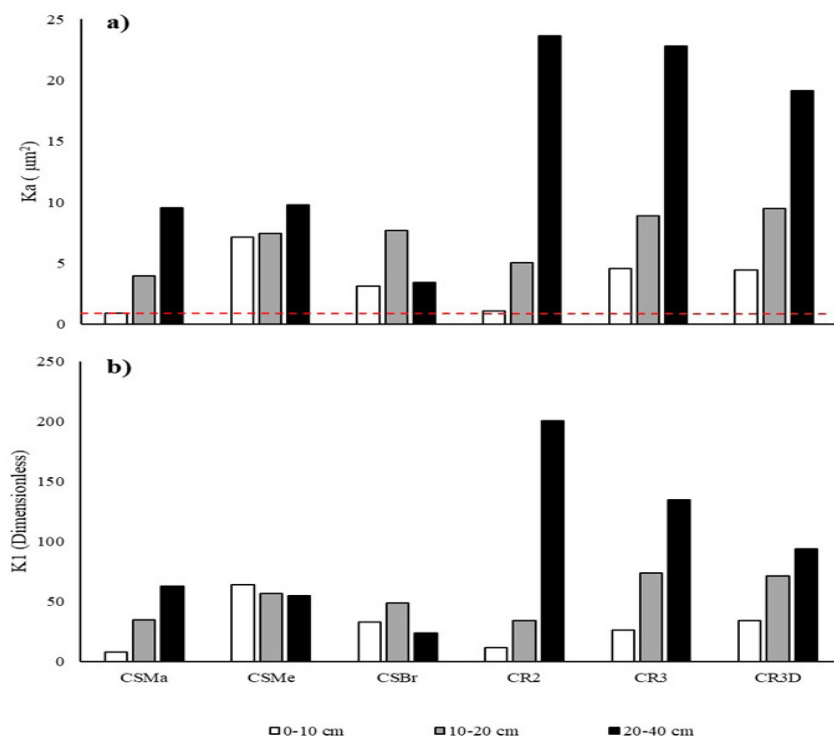 a)
25
20
15
10
5
0
Ka ( μm²)
b)
250
200
150
100
50
0
K1 (Dimensionless)
CSMa CSMe CSBr CR2 CR3 CR3D
0-10 cm 10-20 cm 20-40 cm